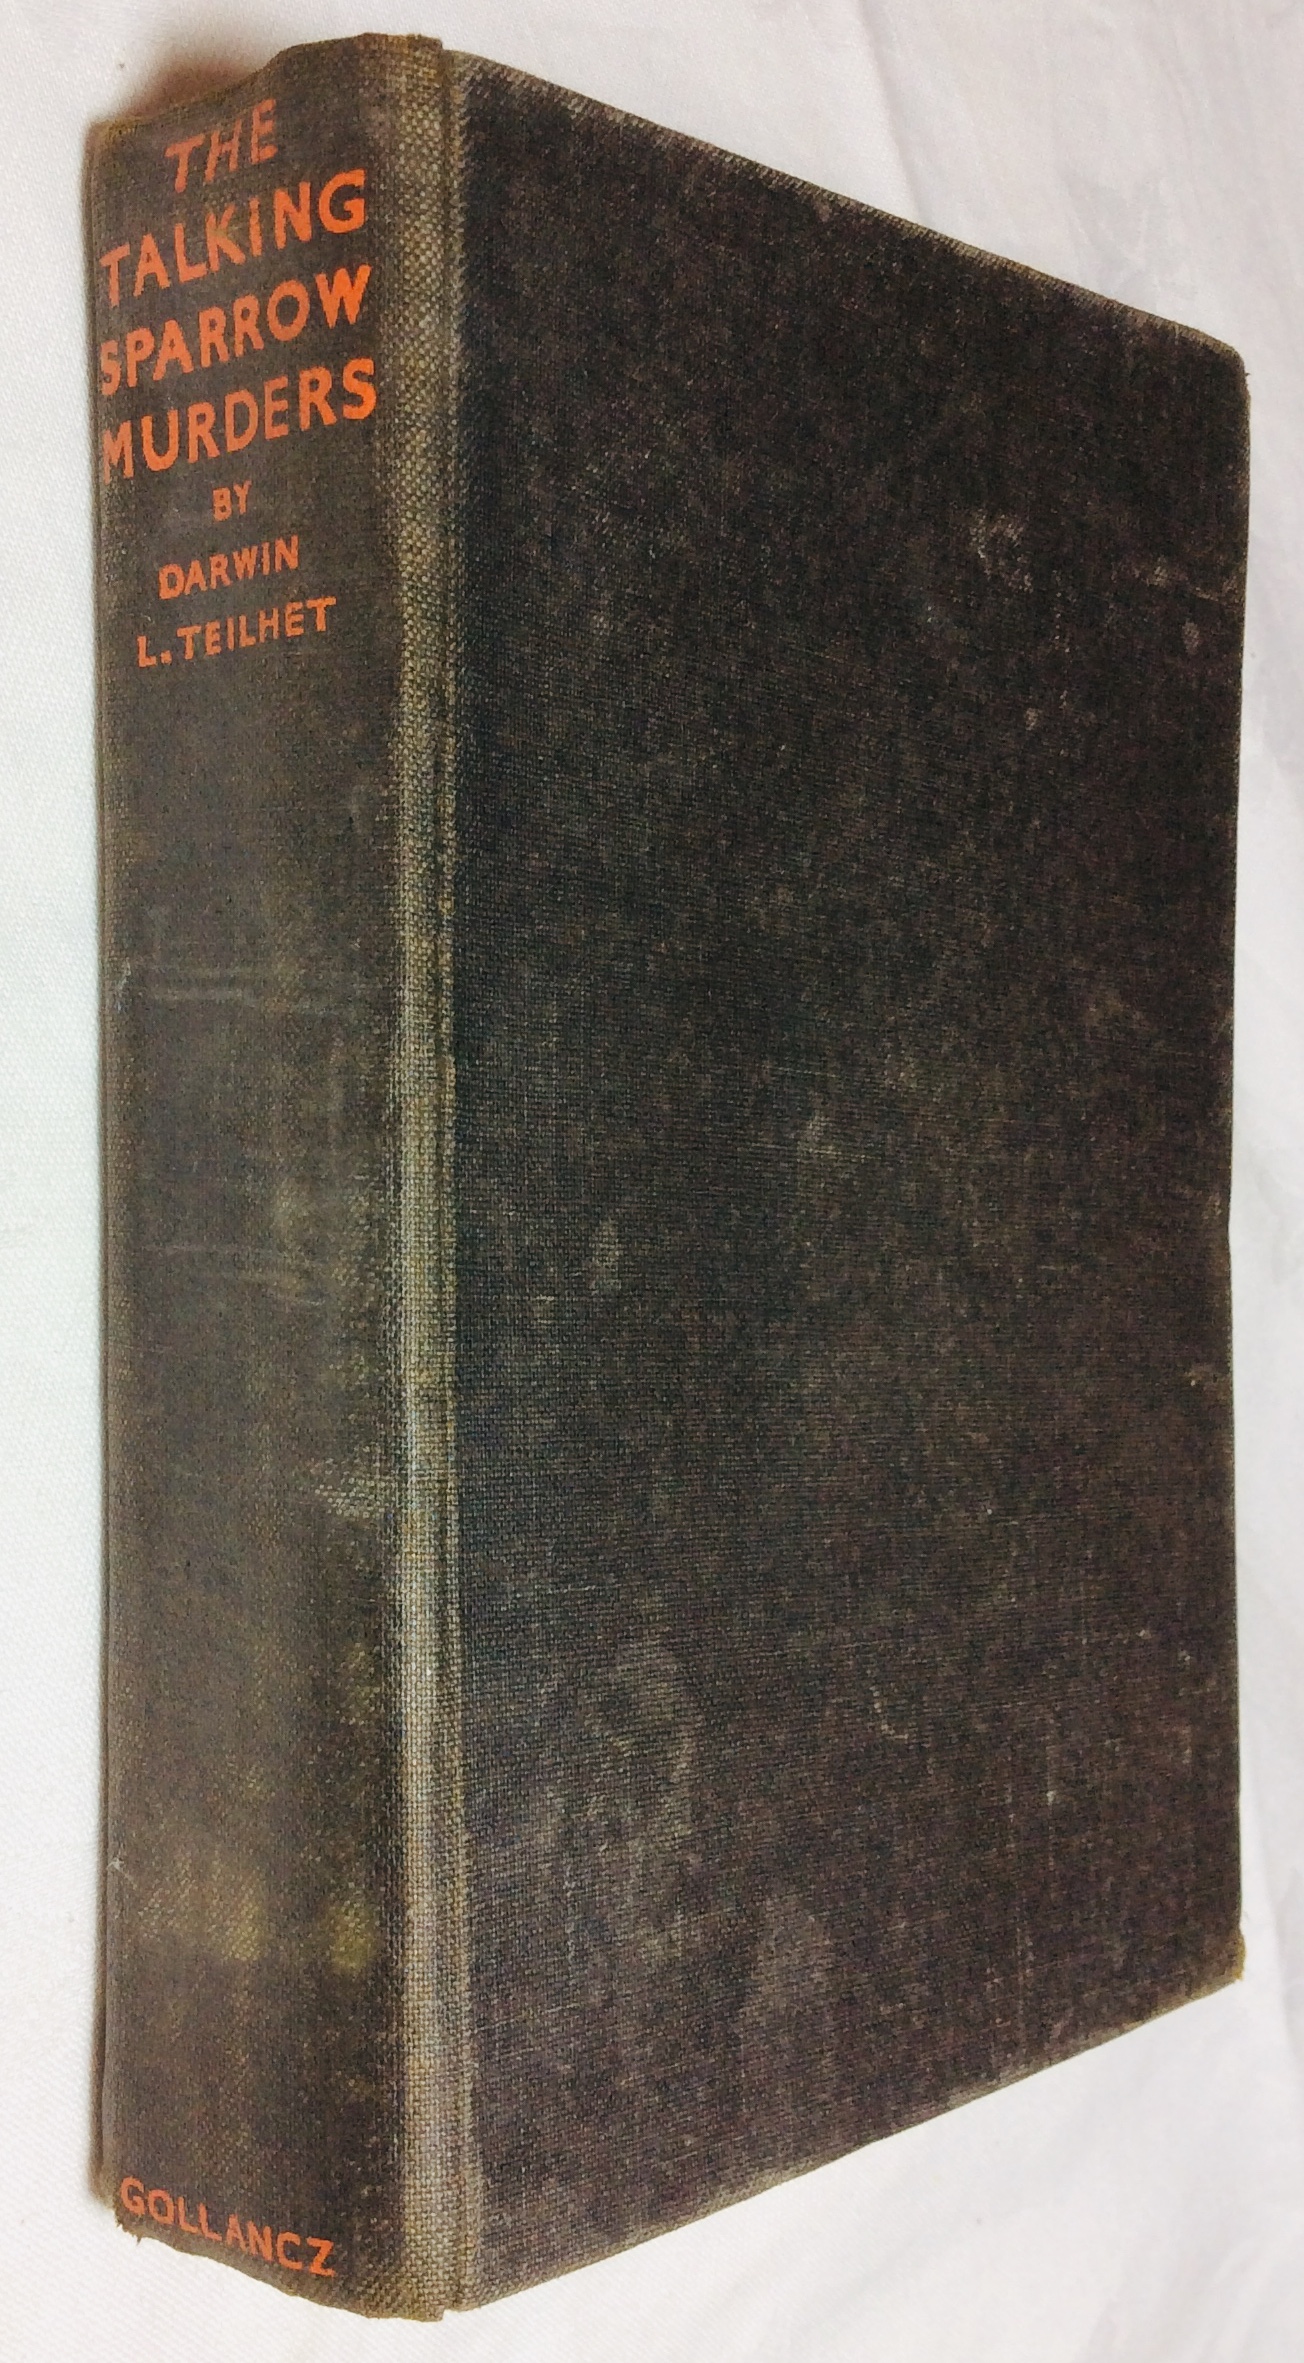 THE
TALKING
SPARROW
MURDERS
BY
DARWIN
L. TEILHET
GOLLANCZ